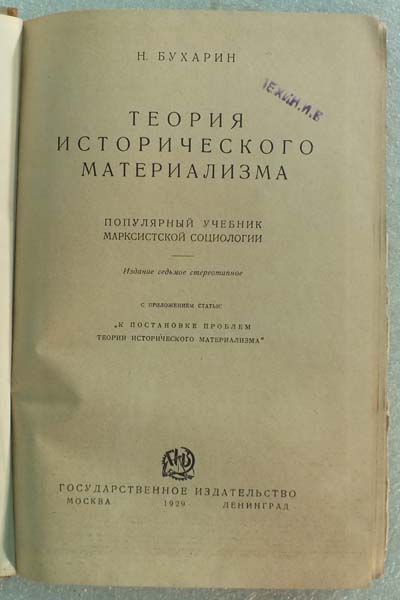 Н. БУХАРИН
ТЕОРИЯ
ИСТОРИЧЕСКОГО
МАТЕРИАЛИЗМА
ПОПУЛЯРНЫЙ УЧЕБНИК
МАРКСИСТСКОЙ СОЦИОЛОГИИ
Издание седьмое стереотипное
С ПРИЛОЖЕНИЕМ СТАТЬИ:
„К ПОСТАНОВКЕ ПРОБЛЕМ
ТЕОРИИ ИСТОРИЧЕСКОГО МАТЕРИАЛИЗМА"
ГОСУДАРСТВЕННОЕ ИЗДАТЕЛЬСТВО
МОСКВА 1929 ЛЕНИНГРАД